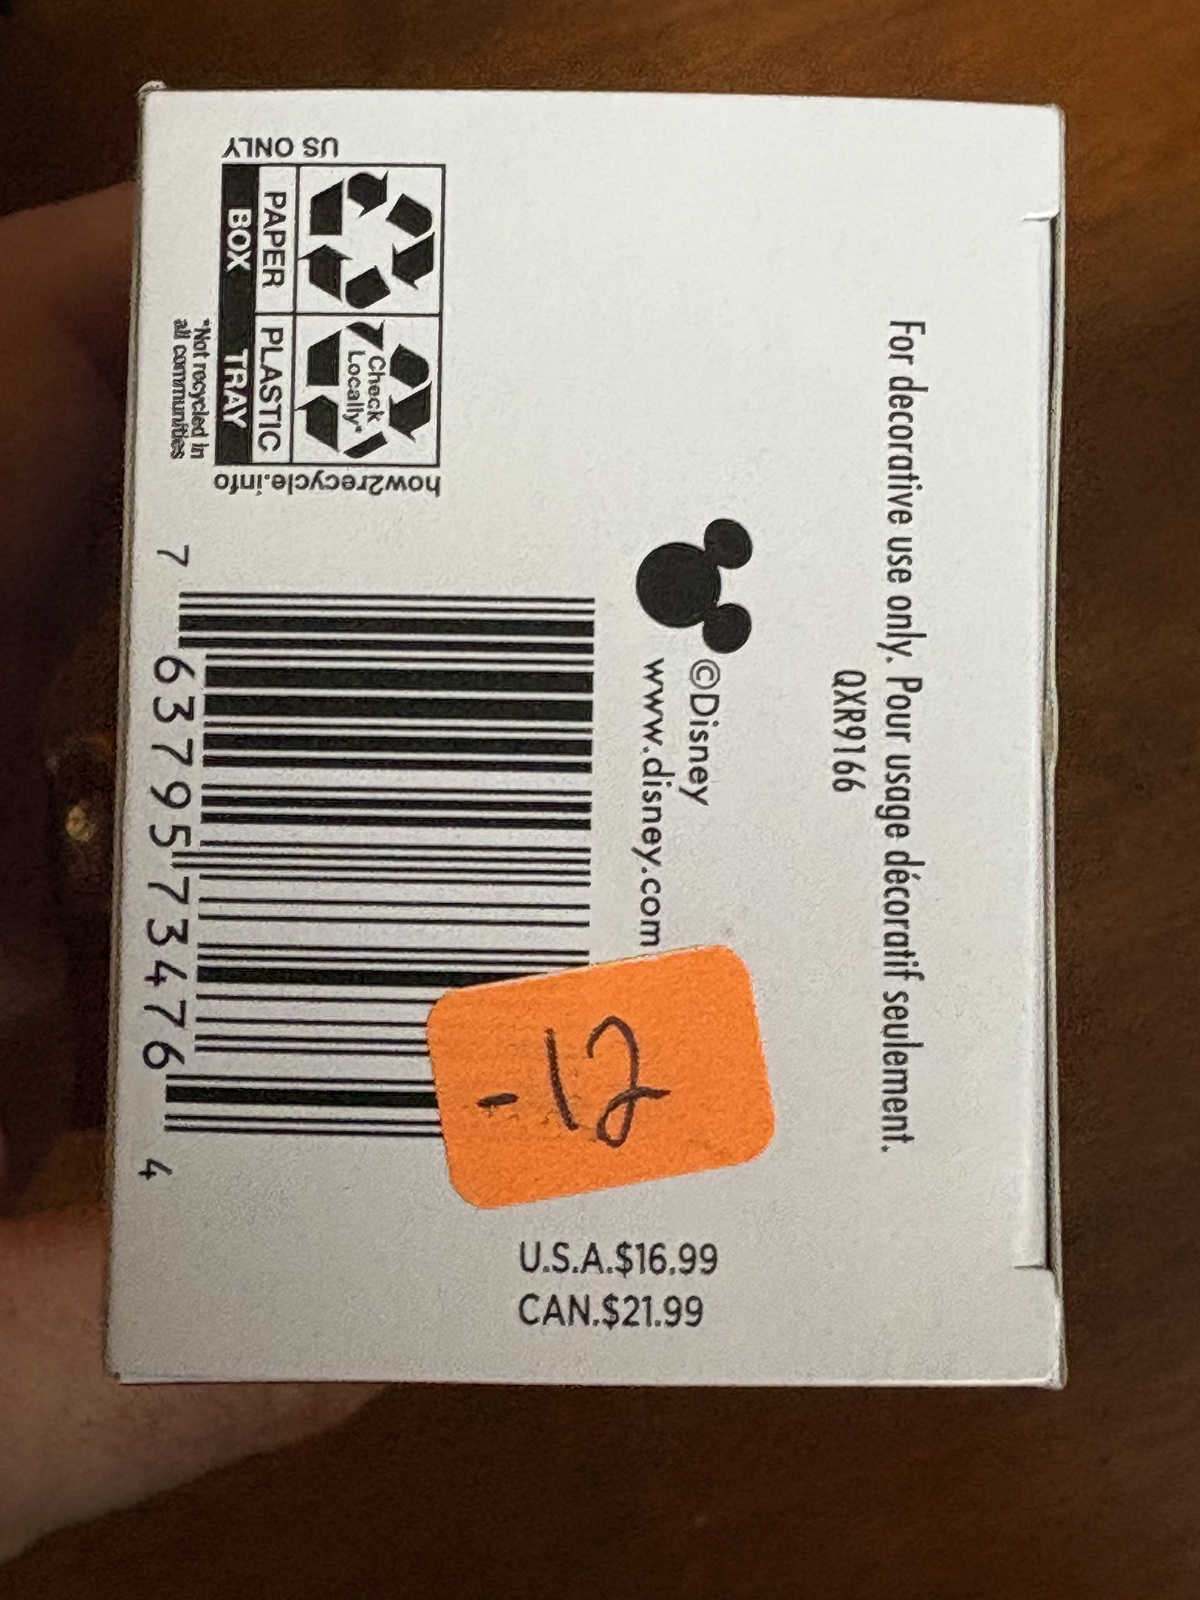 For decorative use only. Pour usage décoratif seulement.
QXR9166
©Disney
www.disney.com
US ONLY
PAPER
BOX
Check
Locally*
PLASTIC
TRAY
*Not recycled in
all communities
how2recycle.info
7 63795 73476 4
-12
U.S.A.$16.99
CAN.$21.99